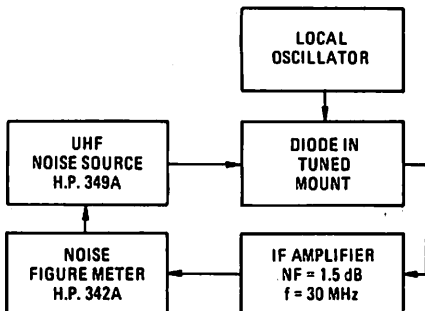 LOCAL
OSCILLATOR
UHF
NOISE SOURCE
H.P. 349A
DIODE IN
TUNED
MOUNT
NOISE
FIGURE METER
H.P. 342A
IF AMPLIFIER
NF = 1.5 dB
f = 30 MHz